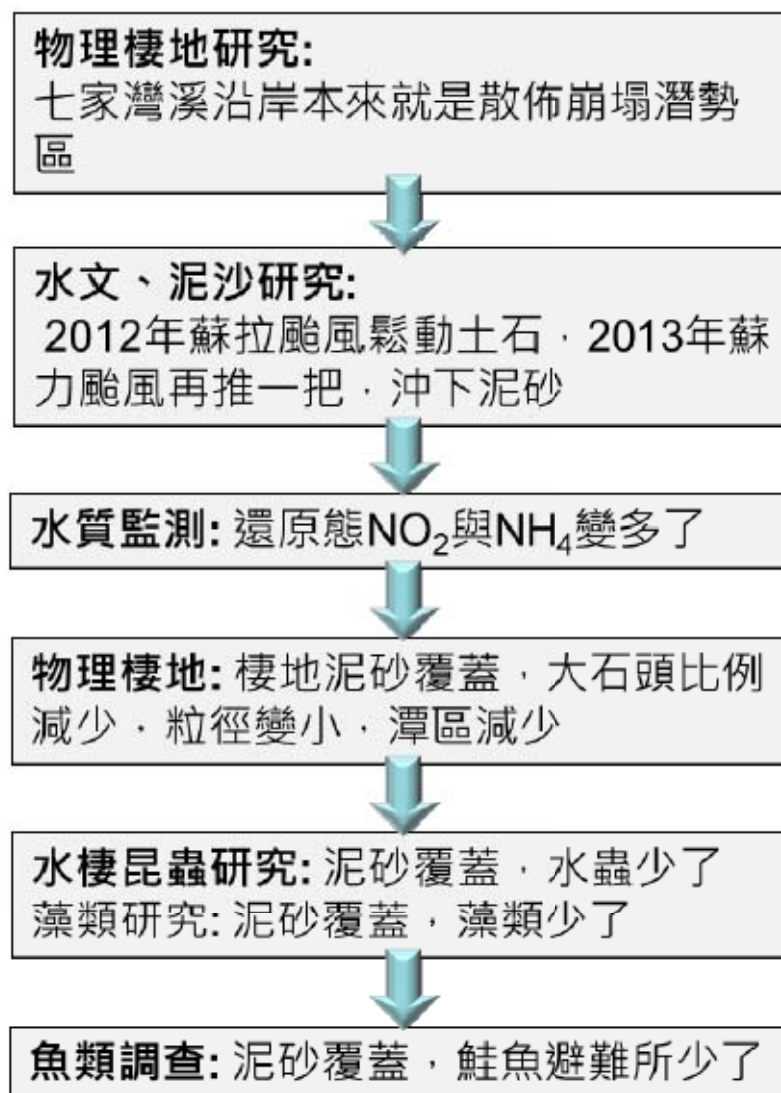 物理棲地研究:
七家灣溪沿岸本來就是散佈崩塌潛勢
區
水文、泥沙研究:
2012年蘇拉颱風鬆動土石，2013年蘇
力颱風再推一把，沖下泥砂
水質監測: 還原態NO₂與NH₄變多了
物理棲地: 棲地泥砂覆蓋，大石頭比例
減少，粒徑變小，潭區減少
水棲昆蟲研究: 泥砂覆蓋，水蟲少了
藻類研究: 泥砂覆蓋，藻類少了
魚類調查: 泥砂覆蓋，鮭魚避難所少了